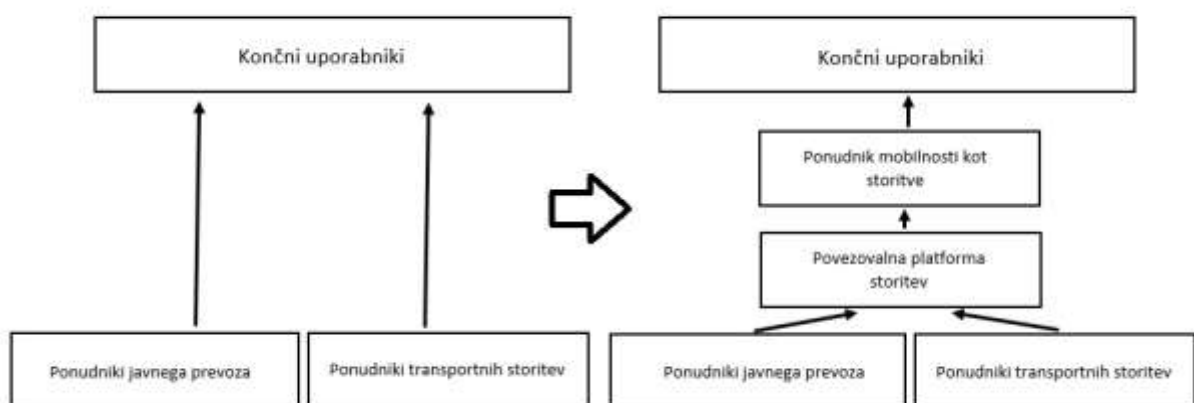 Končni uporabniki
Ponudniki javnega prevoza
Ponudniki transportnih storitev
Končni uporabniki
Ponudnik mobilnosti kot
storitve
Povezovalna platforma
storitev
Ponudniki javnega prevoza
Ponudniki transportnih storitev